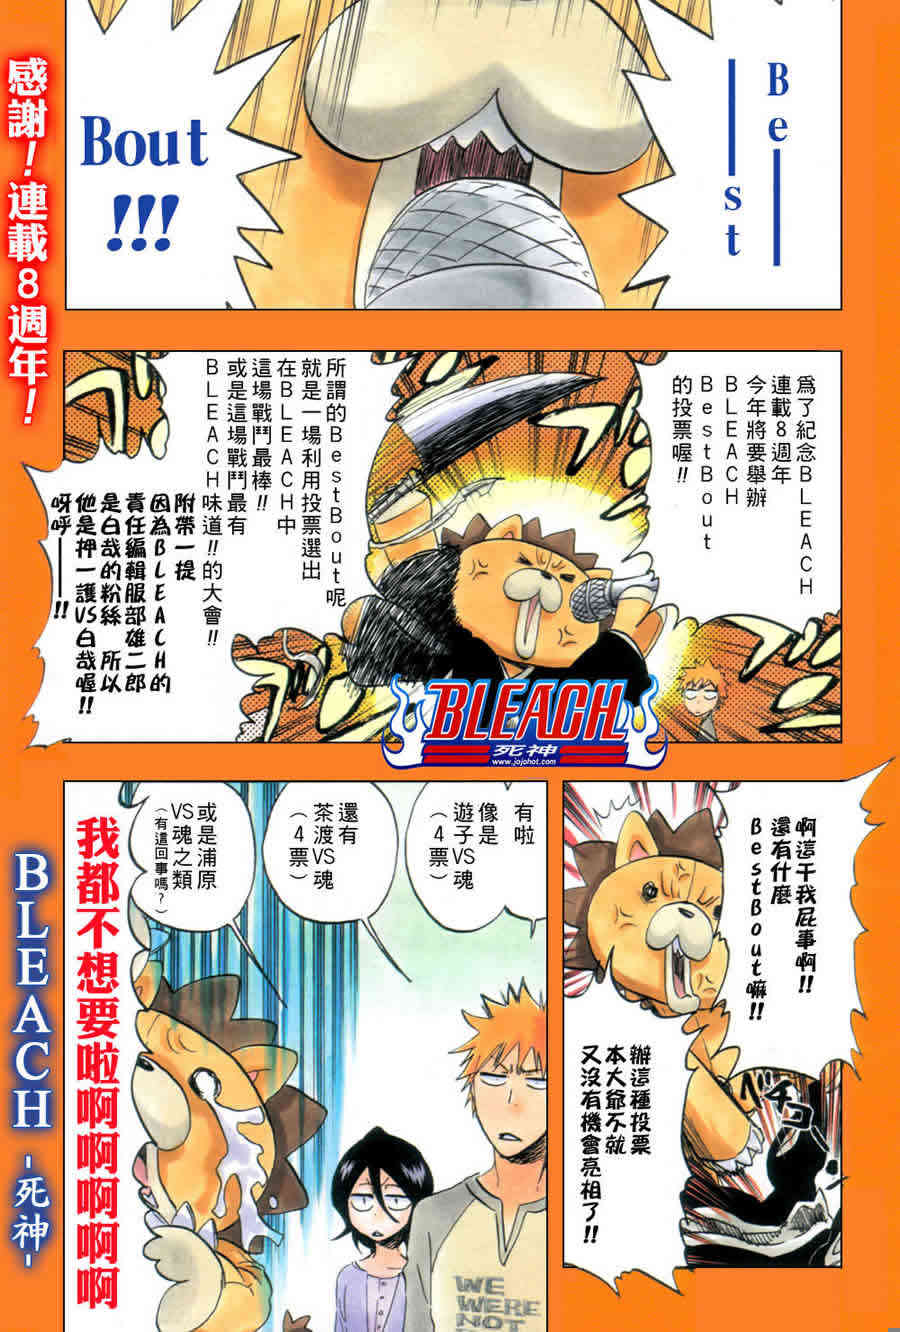 感謝！連載8週年！
Best
Bout
!!!
為了紀念BLEACH
連載8週年
今年將要舉辦
BLEACH
BestBout
的投票喔!!
所謂的BestBout呢
就是一場利用投票選出
在BLEACH中
這場戰鬥最棒!!
或是這場戰鬥最有
BLEACH味道!!的大會!!
附帶一提
因為BLEACH的
責任編輯服部雄二郎
是白哉的粉絲 所以
他是押一護VS白哉喔!!
呀呼——!!
BLEACH
死神
www.jojohot.com
啊這干我屁事啊!!
還有什麼
BestBout嘛!!
辦這種投票
本大爺不就
又沒有機會亮相了!!
有啦
像是
遊子VS魂
(4票)
還有
茶渡VS魂
(4票)
或是浦原
VS魂之類
(有這回事嗎?)
我都不想要啦啊啊啊啊啊
WE
WERE
NOT
BLEACH
-死神-